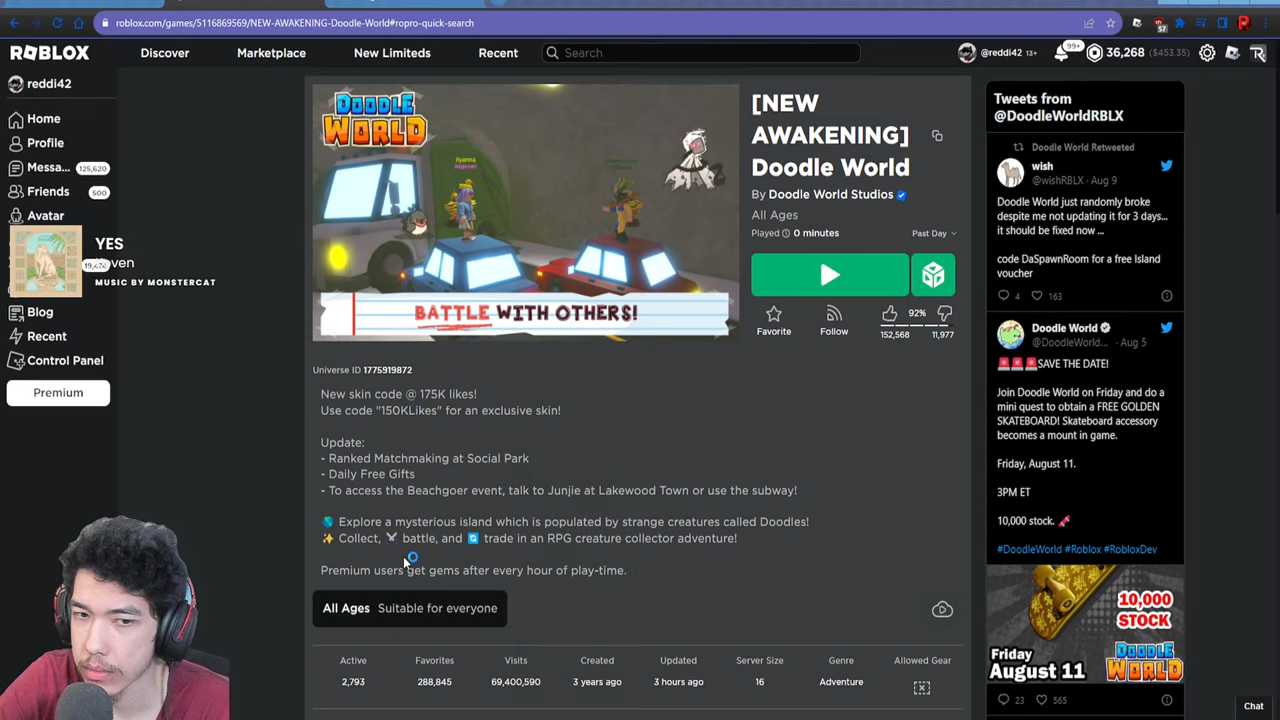 roblox.com/games/5116869569/NEW-AWAKENING-Doodle-World#ropro-quick-search
57
ROBLOX
Discover
Marketplace
New Limiteds
Recent
Search
@reddi42 13+
99+
36,268 ($453.35)
reddi42
Home
Profile
Messa... 125,620
Friends 500
Avatar
YES
MUSIC BY MONSTERCAT
Blog
Recent
Control Panel
Premium
DOODLE WORLD
Ilyanna
Beginner
BATTLE WITH OTHERS!
[NEW
AWAKENING]
Doodle World
By Doodle World Studios
All Ages
Played 0 minutes
Past Day
Favorite
Follow
92%
152,568
11,977
Universe ID 1775919872
New skin code @ 175K likes!
Use code "150KLikes" for an exclusive skin!
Update:
- Ranked Matchmaking at Social Park
- Daily Free Gifts
- To access the Beachgoer event, talk to Junjie at Lakewood Town or use the subway!
🌎 Explore a mysterious island which is populated by strange creatures called Doodles!
✨ Collect, ⚔ battle, and 🔄 trade in an RPG creature collector adventure!
Premium users get gems after every hour of play-time.
All Ages Suitable for everyone
Active Favorites Visits Created Updated Server Size Genre Allowed Gear
2,793 288,845 69,400,590 3 years ago 3 hours ago 16 Adventure
Tweets from
@DoodleWorldRBLX
Doodle World Retweeted
wish
@wishRBLX · Aug 9
Doodle World just randomly broke
despite me not updating it for 3 days...
it should be fixed now ...
code DaSpawnRoom for a free Island
voucher
4 163
Doodle World
@DoodleWorld... · Aug 5
🚨🚨🚨SAVE THE DATE!
Join Doodle World on Friday and do a
mini quest to obtain a FREE GOLDEN
SKATEBOARD! Skateboard accessory
becomes a mount in game.
Friday, August 11.
3PM ET
10,000 stock. 🛹
#DoodleWorld #Roblox #RobloxDev
10,000
STOCK
Friday
August 11
DOODLE WORLD
23 565
Chat